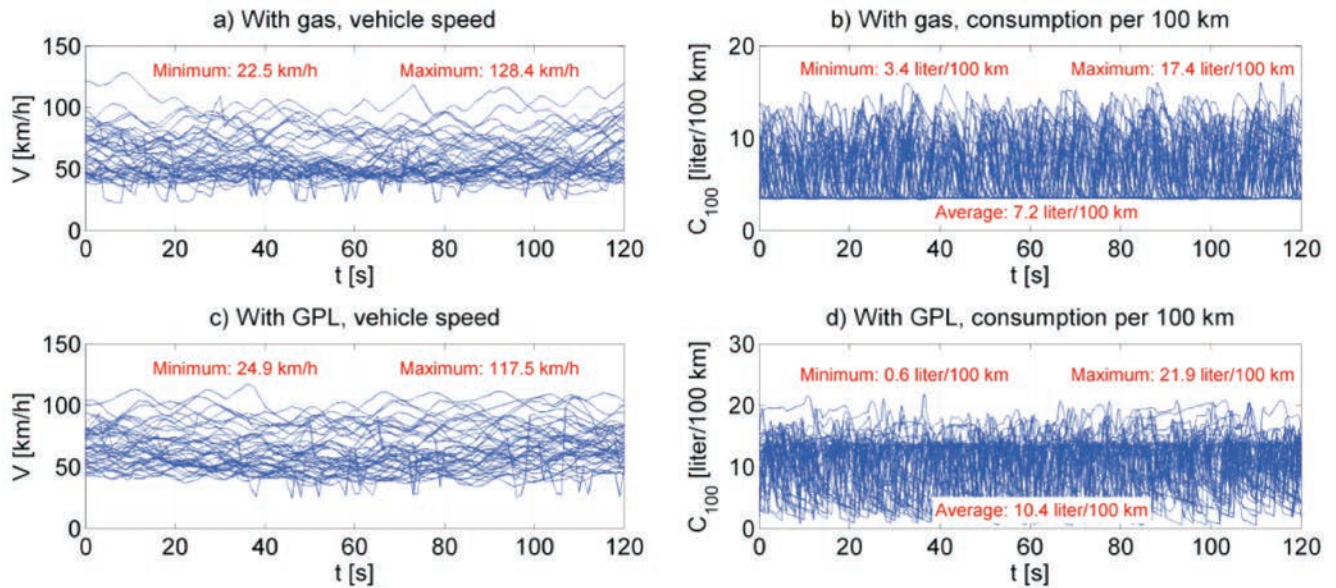 a) With gas, vehicle speed
150
100
50
0
V [km/h]
Minimum: 22.5 km/h
Maximum: 128.4 km/h
0 20 40 60 80 100 120
t [s]
b) With gas, consumption per 100 km
20
10
0
C100 [liter/100 km]
Minimum: 3.4 liter/100 km
Maximum: 17.4 liter/100 km
Average: 7.2 liter/100 km
0 20 40 60 80 100 120
t [s]
c) With GPL, vehicle speed
150
100
50
0
V [km/h]
Minimum: 24.9 km/h
Maximum: 117.5 km/h
0 20 40 60 80 100 120
t [s]
d) With GPL, consumption per 100 km
30
20
10
0
C100 [liter/100 km]
Minimum: 0.6 liter/100 km
Maximum: 21.9 liter/100 km
Average: 10.4 liter/100 km
0 20 40 60 80 100 120
t [s]